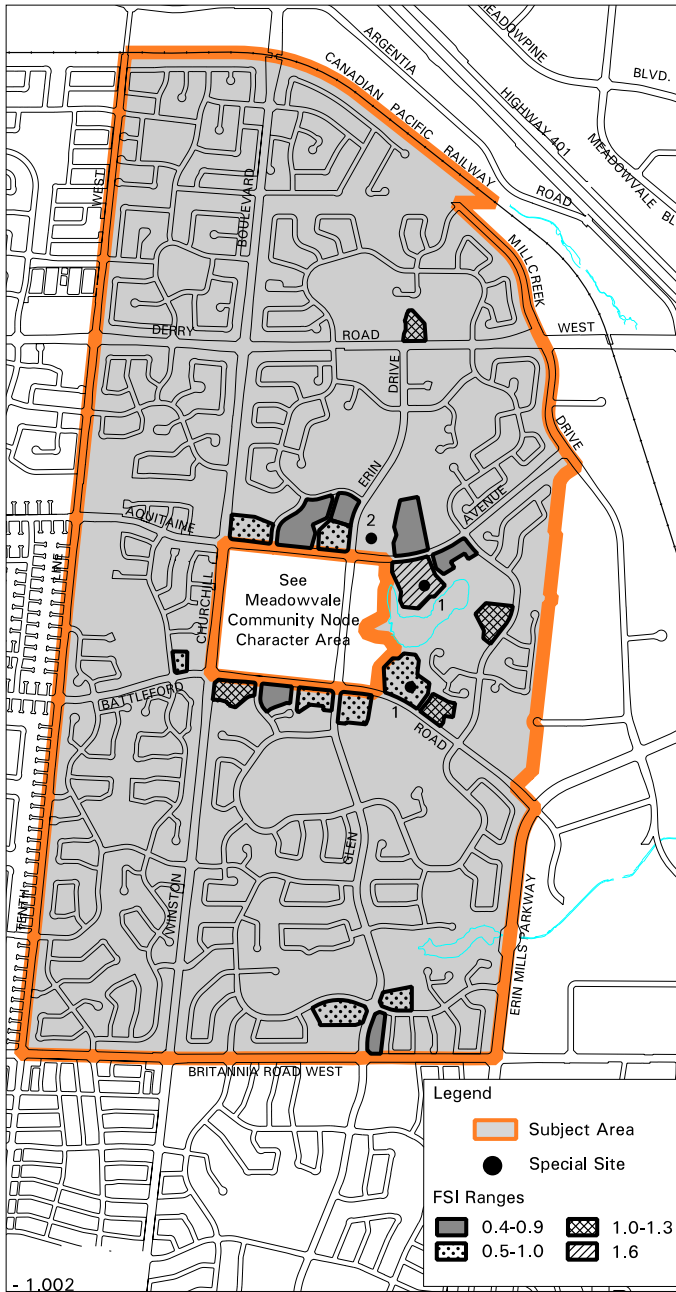 MEADOWPINE
BLVD.
ARGENTIA
CANADIAN PACIFIC RAILWAY
HIGHWAY 401
MEADOWVALE BL
ROAD
WEST
BOULEVARD
MILLCREEK
DERRY
ROAD
WEST
DRIVE
DRIVE
ERIN
AVENUE
AQUITAINE
2
LINE
See
Meadowvale
Community Node
Character Area
1
CHURCHILL
BATTLEFORD
1
ROAD
GLEN
WINSTON
TENTH
ERIN MILLS PARKWAY
BRITANNIA ROAD WEST
Legend
Subject Area
Special Site
FSI Ranges
0.4-0.9
1.0-1.3
0.5-1.0
1.6
- 1.002